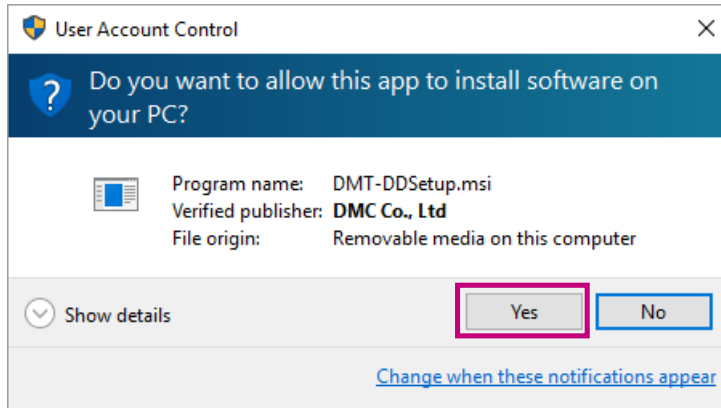 User Account Control
Do you want to allow this app to install software on
your PC?
Program name: DMT-DDSetup.msi
Verified publisher: DMC Co., Ltd
File origin: Removable media on this computer
Show details
Yes
No
Change when these notifications appear